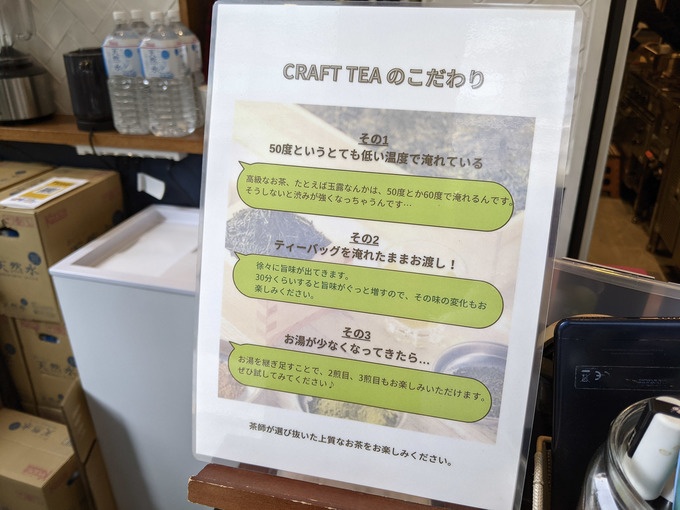 CRAFT TEA のこだわり
その1
50度というとても低い温度で淹れている
高級なお茶、たとえば玉露なんかは、50度とか60度で淹れるんです。
そうしないと渋みが強くなっちゃうんです…
その2
ティーバッグを淹れたままお渡し！
徐々に旨味が出てきます。
30分くらいすると旨味がぐっと増すので、その味の変化もお
楽しみください。
その3
お湯が少なくなってきたら…
お湯を継ぎ足すことで、2煎目、3煎目もお楽しみいただけます。
ぜひ試してみてください♪
茶師が選び抜いた上質なお茶をお楽しみください。
天然水
天然水